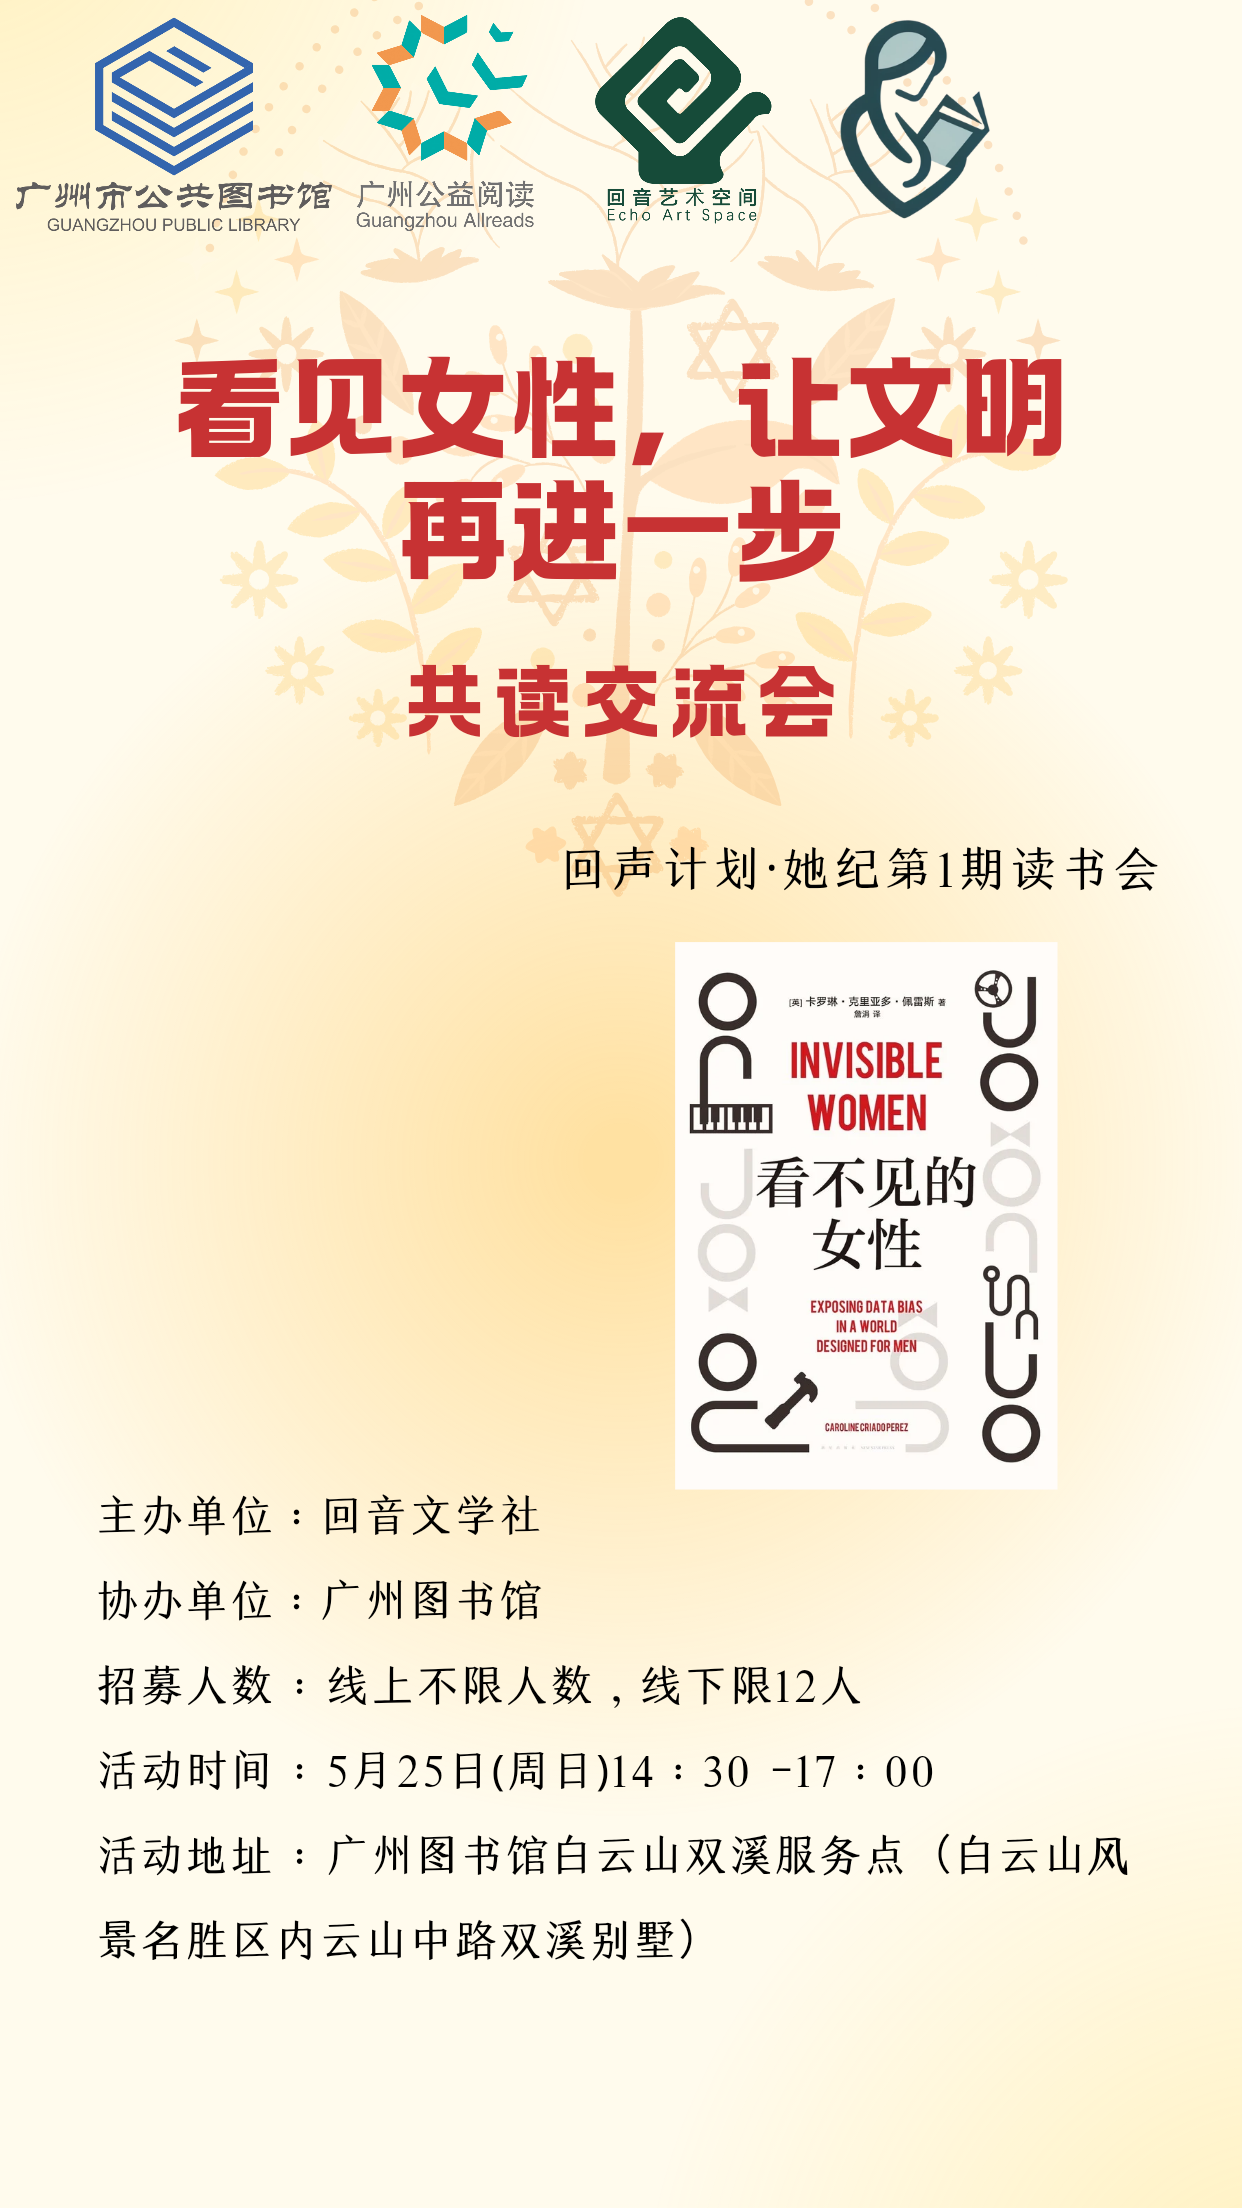 广州市公共图书馆
GUANGZHOU PUBLIC LIBRARY
广州公益阅读
Guangzhou Allreads
回音艺术空间
Echo Art Space
看见女性，让文明
再进一步
共读交流会
回声计划·她纪第1期读书会
[英] 卡罗琳·克里亚多·佩雷斯 著
詹涓 译
INVISIBLE
WOMEN
看不见的
女性
EXPOSING DATA BIAS
IN A WORLD
DESIGNED FOR MEN
CAROLINE CRIADO PEREZ
主办单位：回音文学社
协办单位：广州图书馆
招募人数：线上不限人数，线下限12人
活动时间：5月25日(周日)14：30 -17：00
活动地址：广州图书馆白云山双溪服务点（白云山风
景名胜区内云山中路双溪别墅）